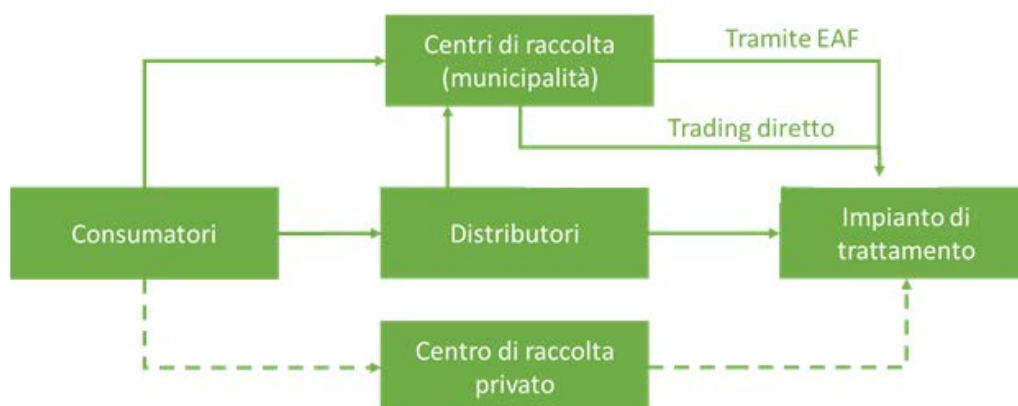 Centri di raccolta
(municipalità)
Tramite EAF
Trading diretto
Consumatori
Distributori
Impianto di
trattamento
Centro di raccolta
privato